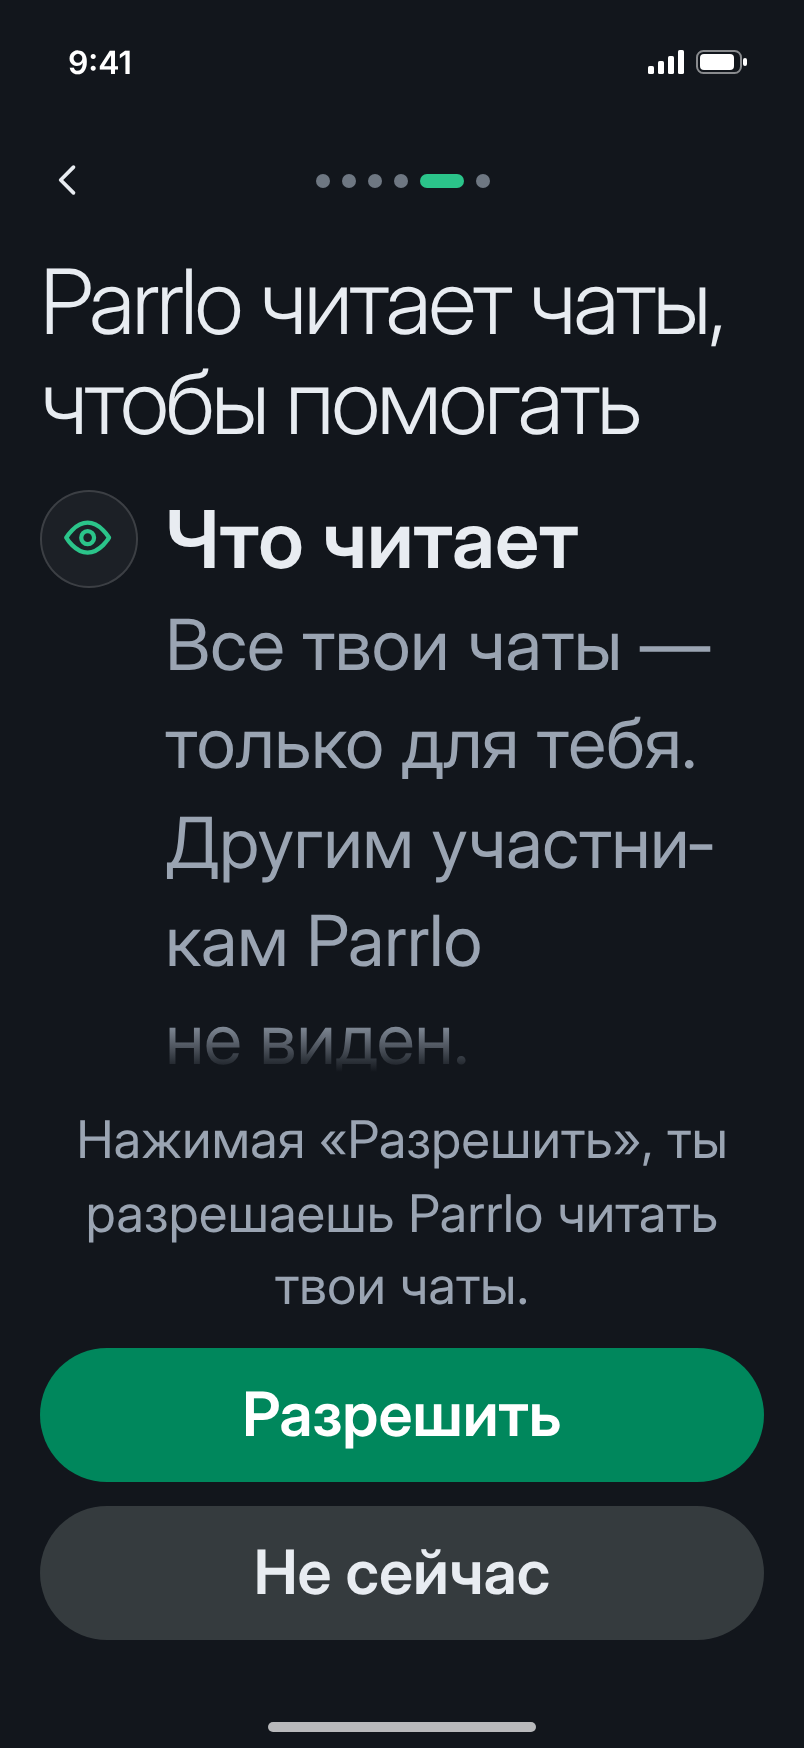 9:41
Parrlo читает чаты,
чтобы помогать
Что читает
Все твои чаты —
только для тебя.
Другим участни-
кам Parrlo
не виден.
Нажимая «Разрешить», ты
разрешаешь Parrlo читать
твои чаты.
Разрешить
Не сейчас